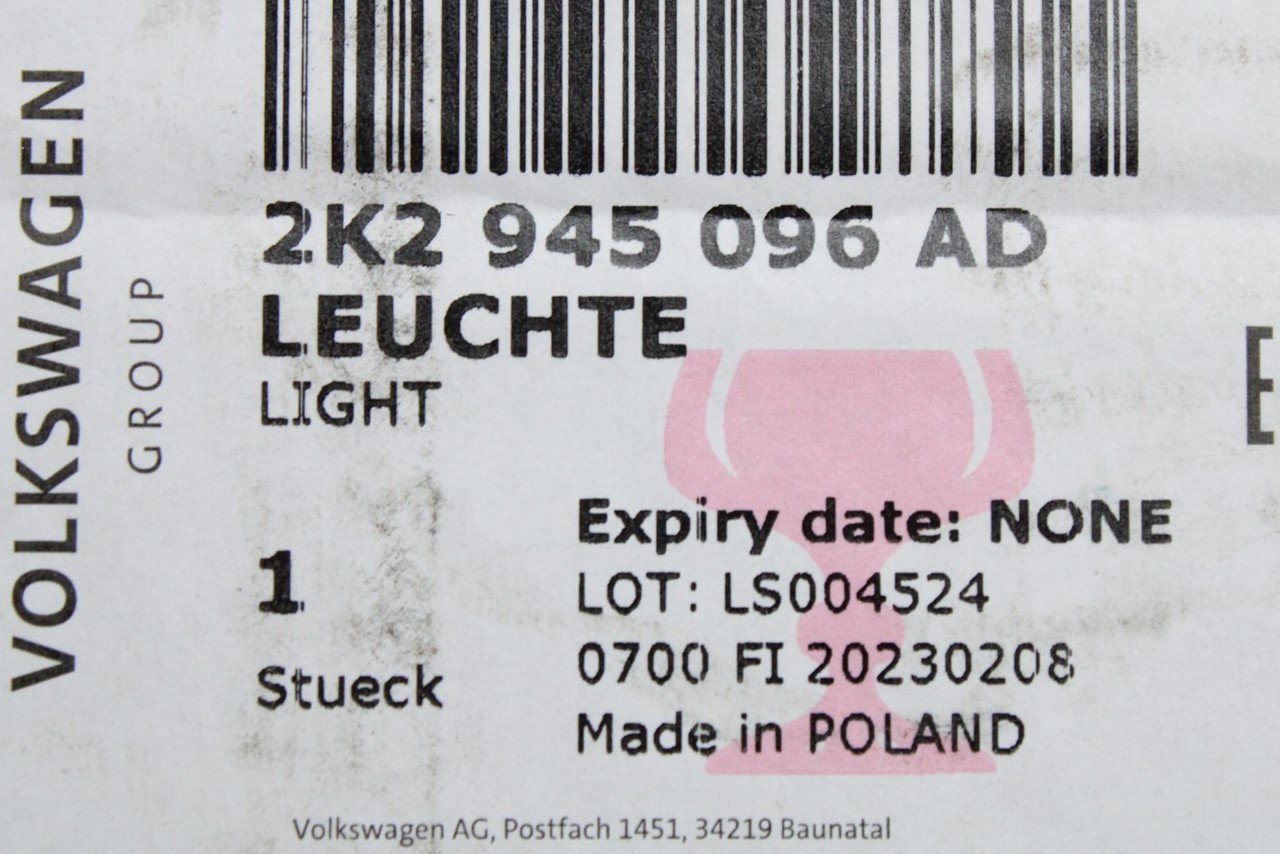 VOLKSWAGEN
GROUP
2K2 945 096 AD
LEUCHTE
LIGHT
1
Stueck
Expiry date: NONE
LOT: LS004524
0700 FI 20230208
Made in POLAND
Volkswagen AG, Postfach 1451, 34219 Baunatal